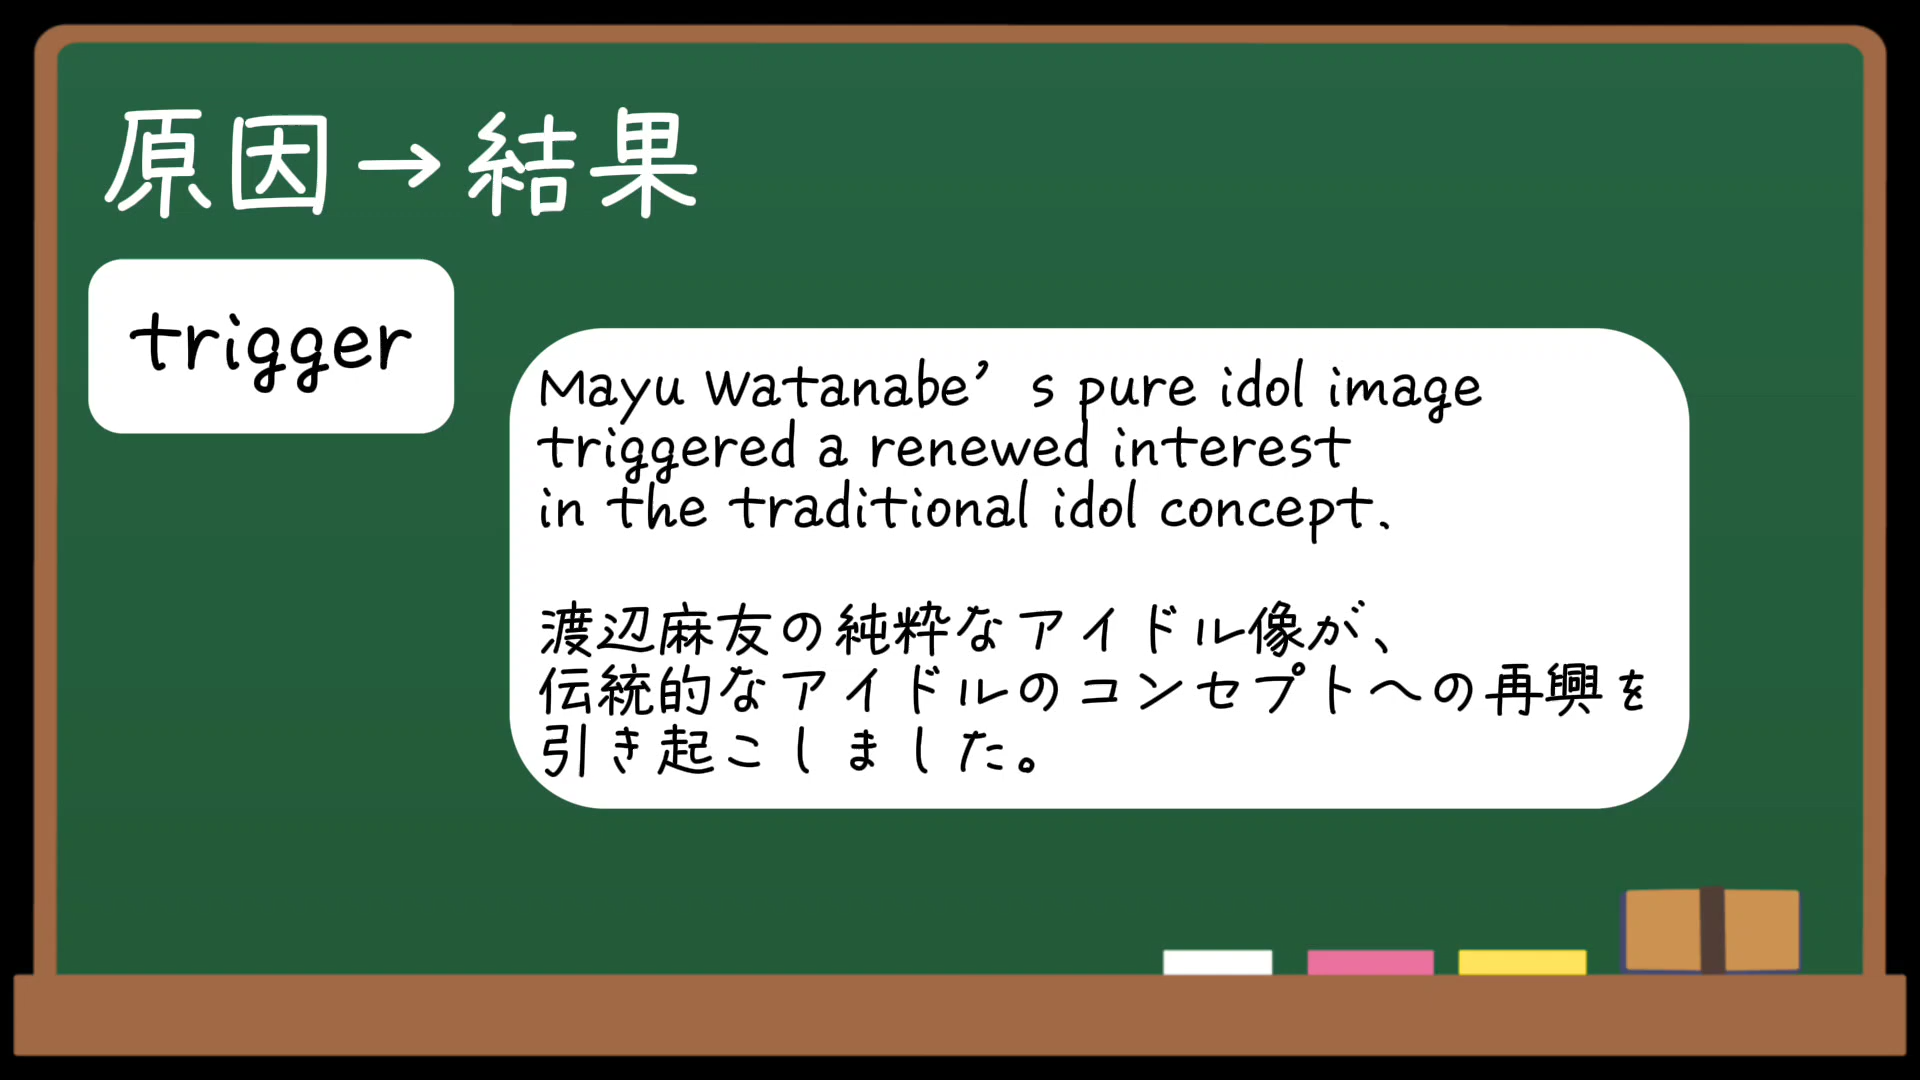 原因→結果
trigger
Mayu Watanabe’s pure idol image
triggered a renewed interest
in the traditional idol concept.
渡辺麻友の純粋なアイドル像が、
伝統的なアイドルのコンセプトへの再興を
引き起こしました。